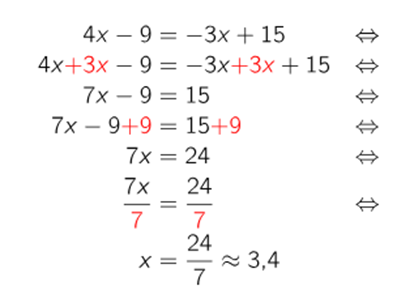 4x − 9 = −3x + 15 ⇔
4x+3x − 9 = −3x+3x + 15 ⇔
7x − 9 = 15 ⇔
7x − 9+9 = 15+9 ⇔
7x = 24 ⇔
7x/7 = 24/7 ⇔
x = 24/7 ≈ 3,4